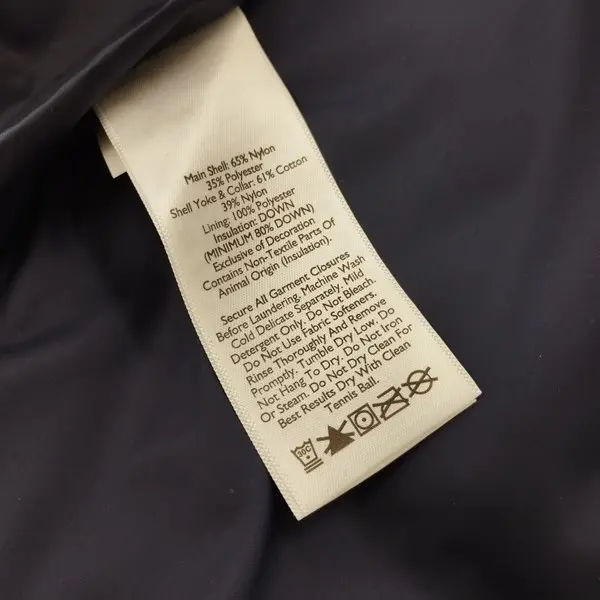 Main Shell: 65% Nylon
35% Polyester
Shell Yoke & Collar: 61% Cotton
39% Nylon
Lining: 100% Polyester
Insulation: DOWN
(MINIMUM 80% DOWN)
Exclusive of Decoration
Contains Non-Textile Parts Of
Animal Origin (Insulation).
Secure All Garment Closures
Before Laundering. Machine Wash
Cold Delicate Separately. Mild
Detergent Only. Do Not Bleach.
Do Not Use Fabric Softeners.
Rinse Thoroughly And Remove
Promptly. Tumble Dry Low. Do
Not Hang To Dry. Do Not Iron
Or Steam. Do Not Dry Clean For
Best Results Dry With Clean
Tennis Ball.
30C